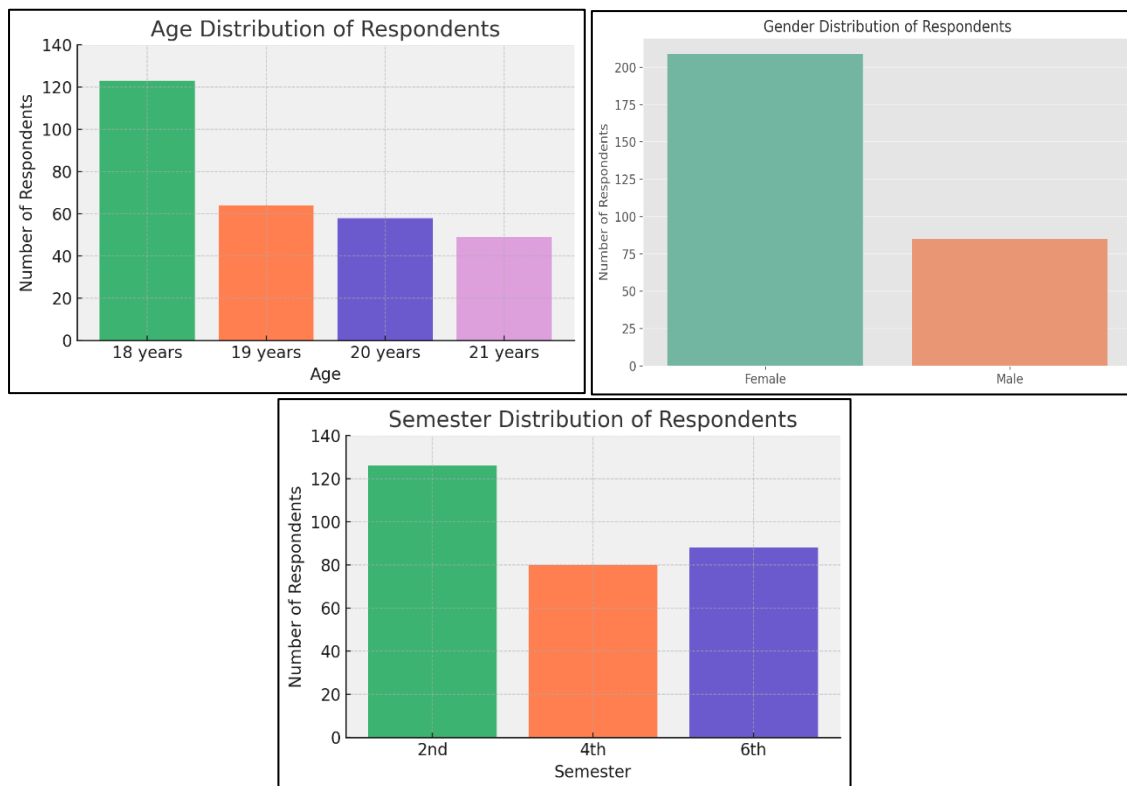 Age Distribution of Respondents
140
120
100
80
60
40
20
0
Number of Respondents
18 years
19 years
20 years
21 years
Age
Gender Distribution of Respondents
200
175
150
125
100
75
50
25
0
Number of Respondents
Female
Male
Semester Distribution of Respondents
140
120
100
80
60
40
20
0
Number of Respondents
2nd
4th
6th
Semester